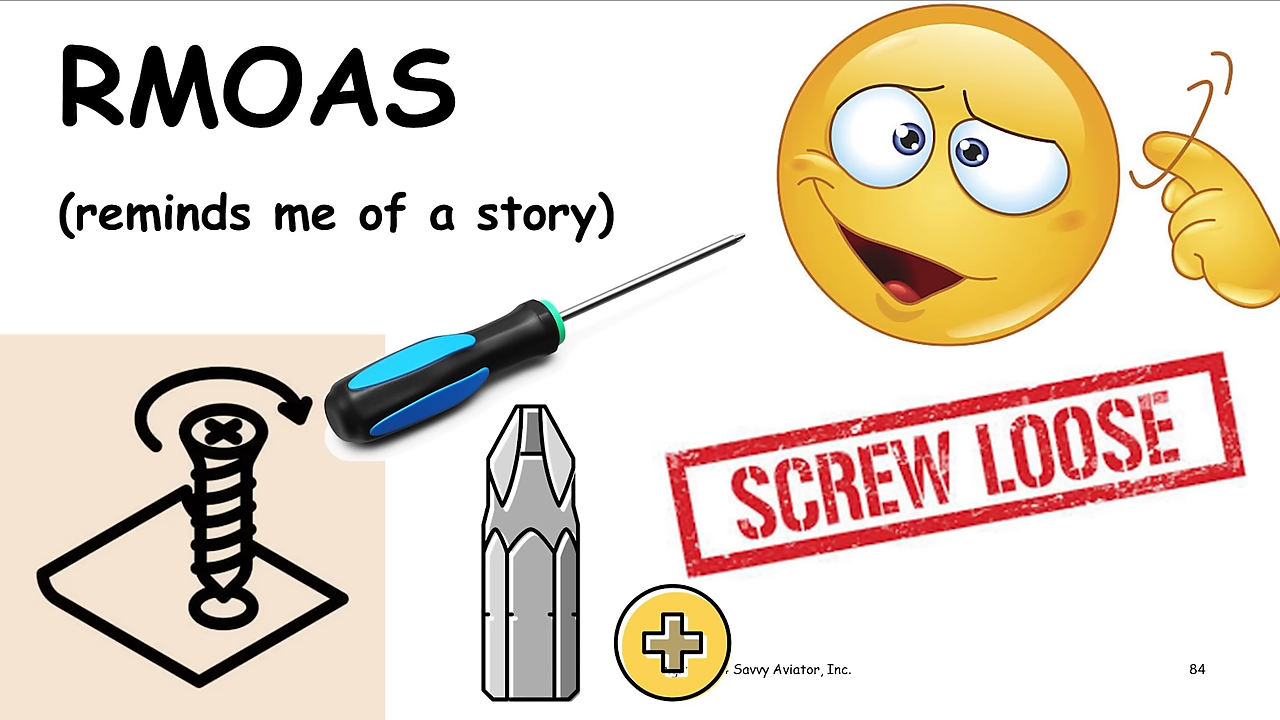 RMOAS
(reminds me of a story)
SCREW LOOSE
Savvy Aviator, Inc.
84